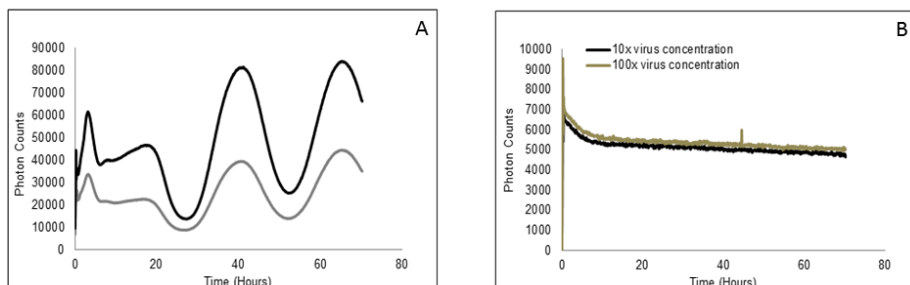 A
Photon Counts
90000
80000
70000
60000
50000
40000
30000
20000
10000
0
0 20 40 60 80
Time (Hours)
B
10x virus concentration
100x virus concentration
Photon Counts
10000
9000
8000
7000
6000
5000
4000
3000
2000
1000
0
0 20 40 60 80
Time (Hours)